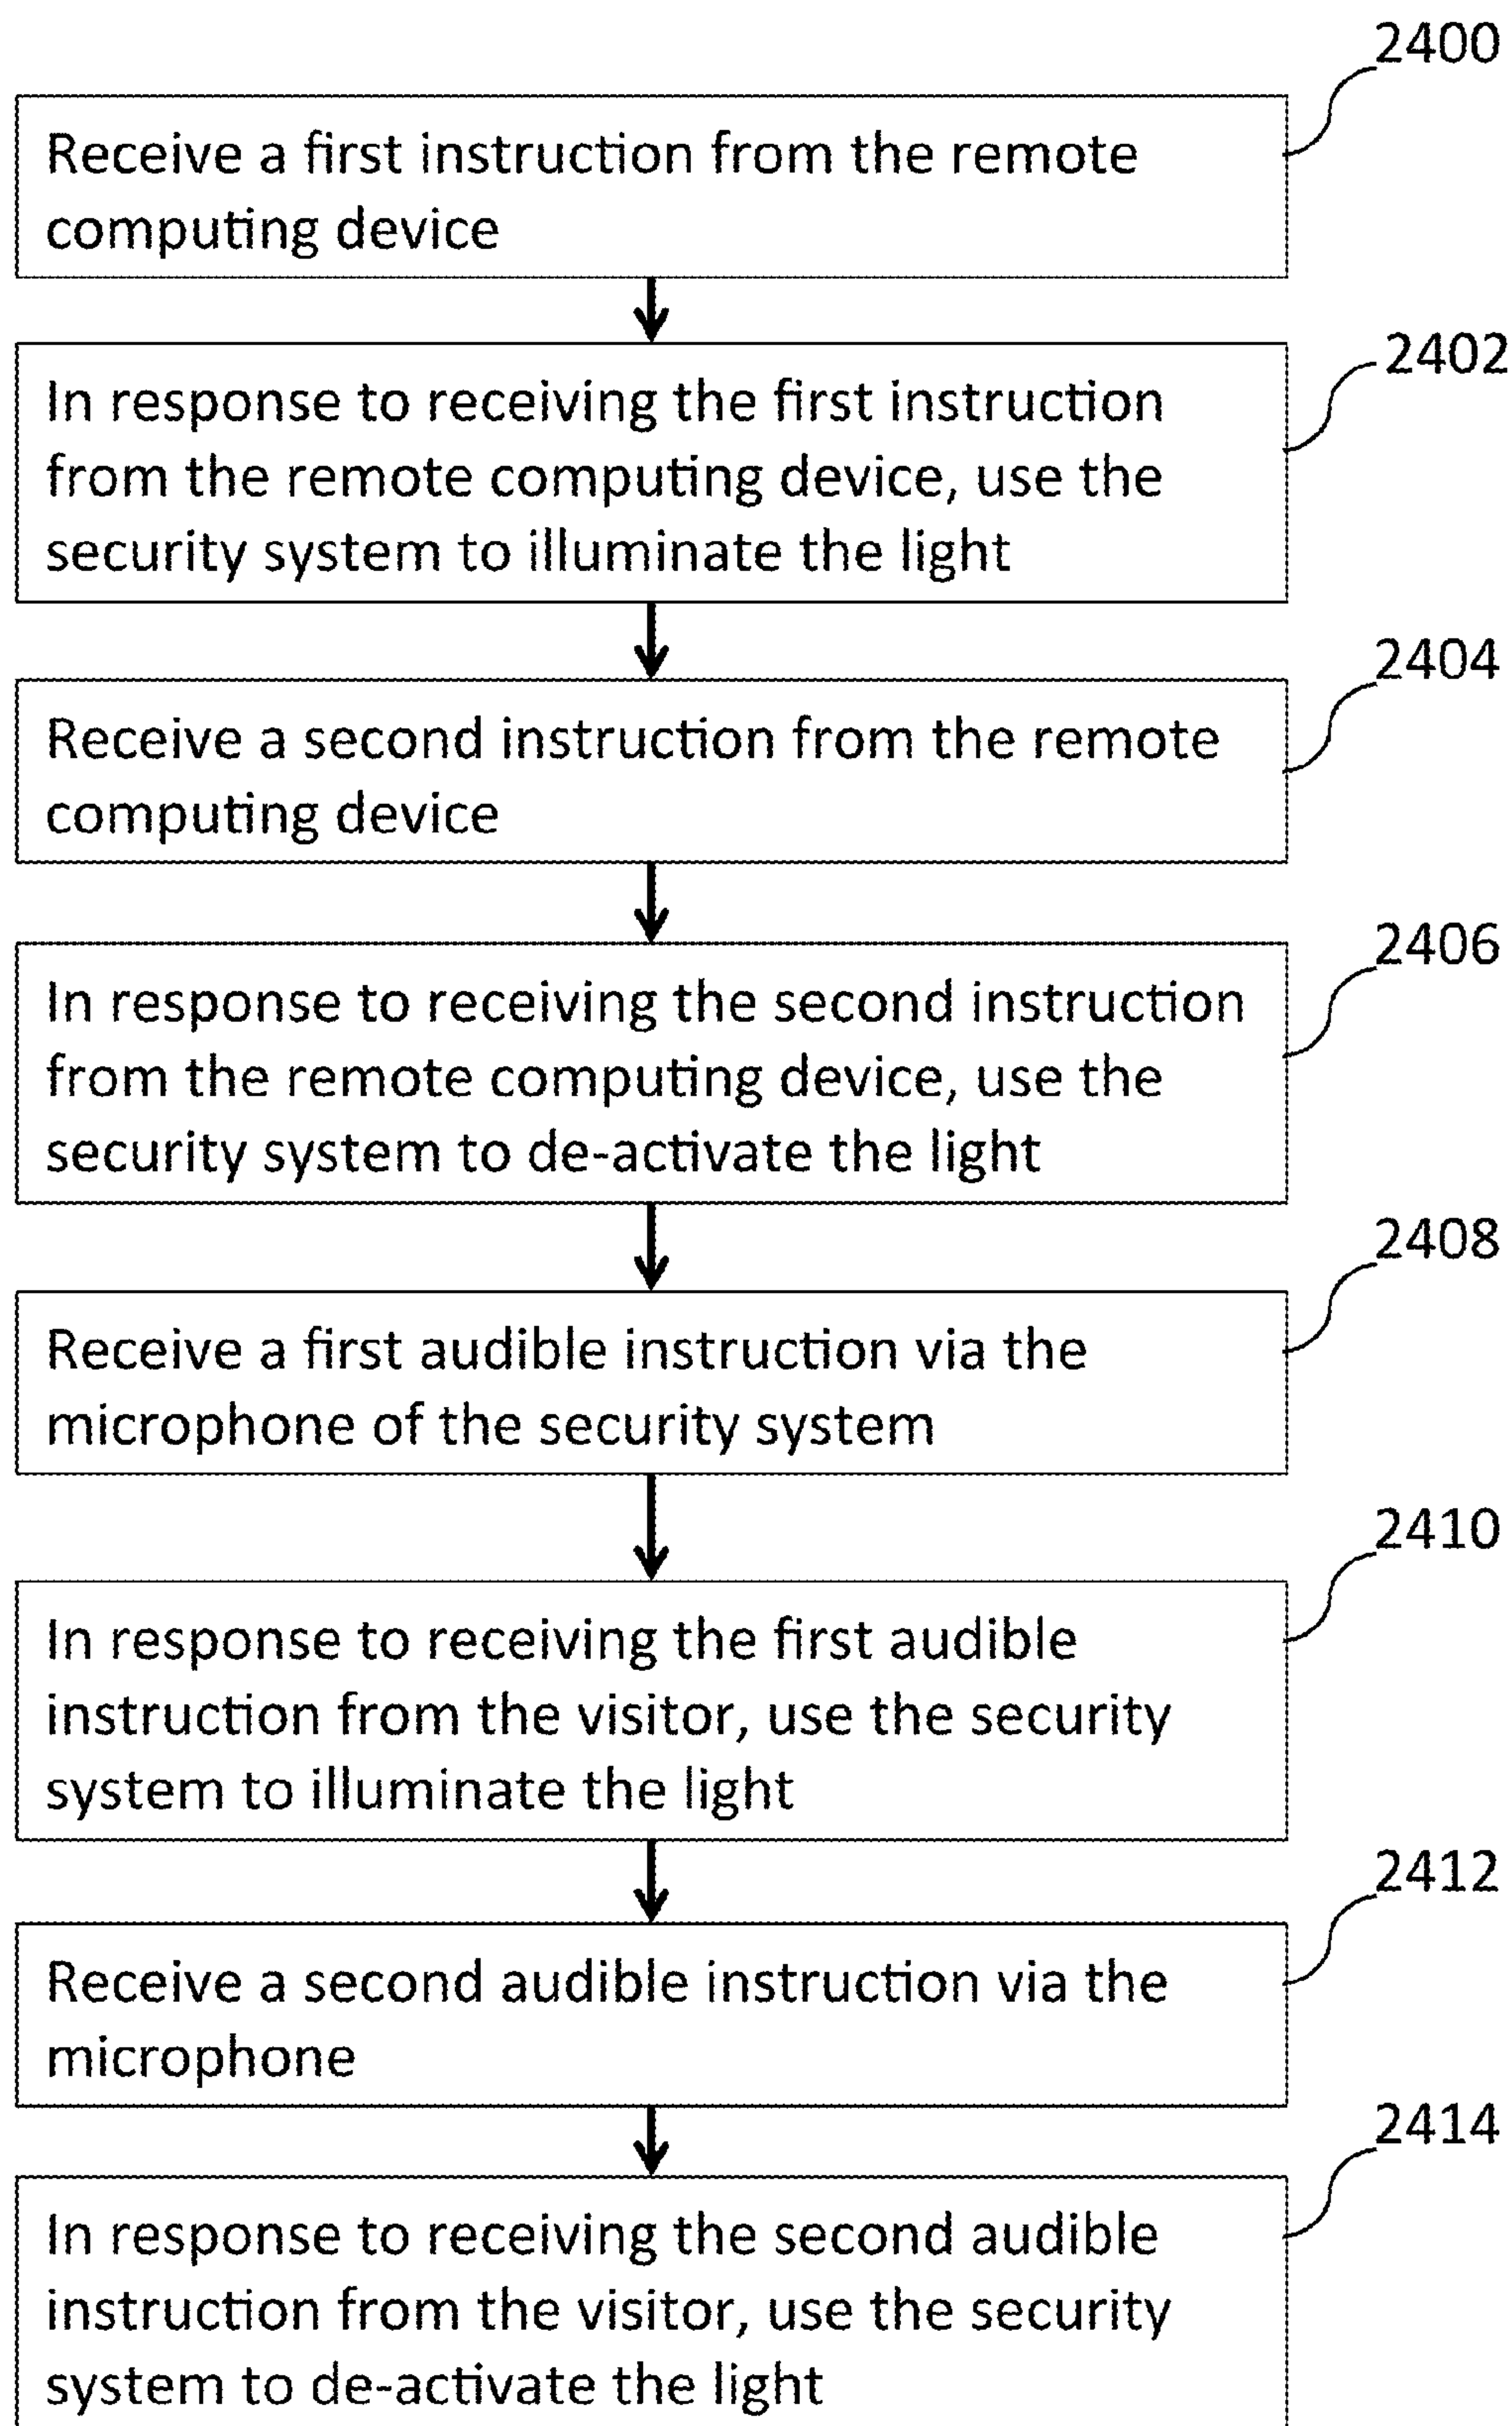 2400
Receive a first instruction from the remote
computing device
2402
In response to receiving the first instruction
from the remote computing device, use the
security system to illuminate the light
2404
Receive a second instruction from the remote
computing device
2406
In response to receiving the second instruction
from the remote computing device, use the
security system to de-activate the light
2408
Receive a first audible instruction via the
microphone of the security system
2410
In response to receiving the first audible
instruction from the visitor, use the security
system to illuminate the light
2412
Receive a second audible instruction via the
microphone
2414
In response to receiving the second audible
instruction from the visitor, use the security
system to de-activate the light